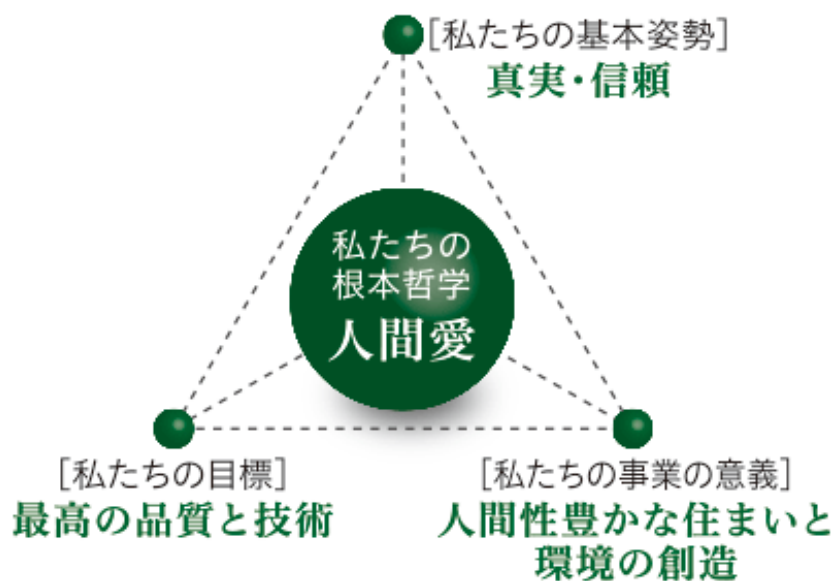 [私たちの基本姿勢]
真実・信頼
私たちの
根本哲学
人間愛
[私たちの目標]
最高の品質と技術
[私たちの事業の意義]
人間性豊かな住まいと
環境の創造